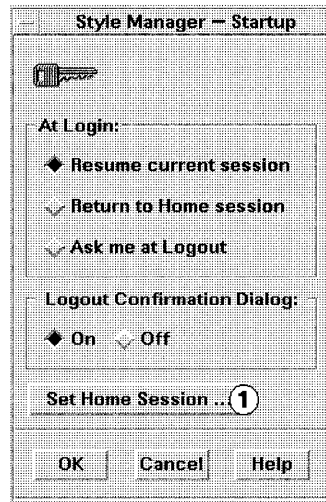 Style Manager — Startup
At Login:
Resume current session
Return to Home session
Ask me at Logout
Logout Confirmation Dialog:
On Off
Set Home Session ... 1
OK Cancel Help